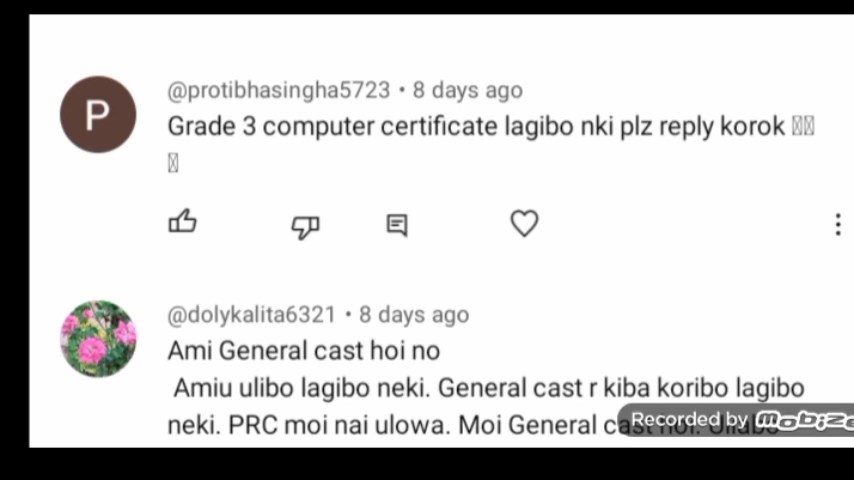 P
@protibhasingha5723 • 8 days ago
Grade 3 computer certificate lagibo nki plz reply korok
@dolykalita6321 • 8 days ago
Ami General cast hoi no
Amiu ulibo lagibo neki. General cast r kiba koribo lagibo
neki. PRC moi nai ulowa. Moi General cast hoi.
Recorded by